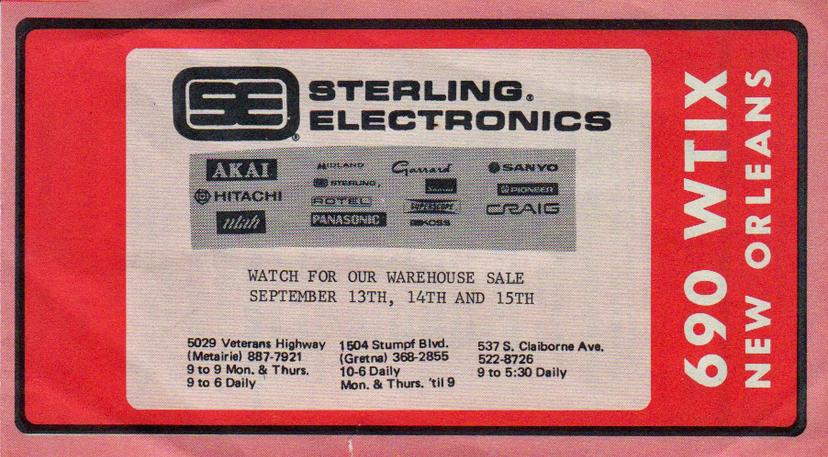 SE
STERLING®
ELECTRONICS
AKAI
MIDLAND
Garrard
SANYO
HITACHI
STERLING
Sansui
PIONEER
ROTEL
SUPERSCOPE
CRAIG
utah
PANASONIC
KOSS
WATCH FOR OUR WAREHOUSE SALE
SEPTEMBER 13TH, 14TH AND 15TH
5029 Veterans Highway
(Metairie) 887-7921
9 to 9 Mon. & Thurs.
9 to 6 Daily
1504 Stumpf Blvd.
(Gretna) 368-2855
10-6 Daily
Mon. & Thurs. 'til 9
537 S. Claiborne Ave.
522-8726
9 to 5:30 Daily
690 WTIX
NEW ORLEANS